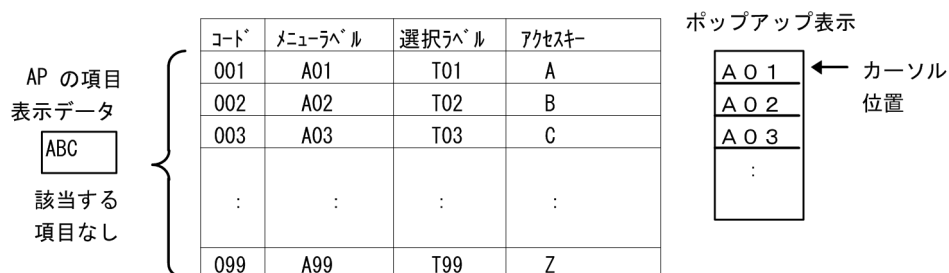 ポップアップ表示
コード メニューラベル 選択ラベル アクセスキー
001 A01 T01 A
002 A02 T02 B
003 A03 T03 C
: : : :
099 A99 T99 Z
AP の項目
表示データ
ABC
該当する
項目なし
A01
A02
A03
:
カーソル
位置